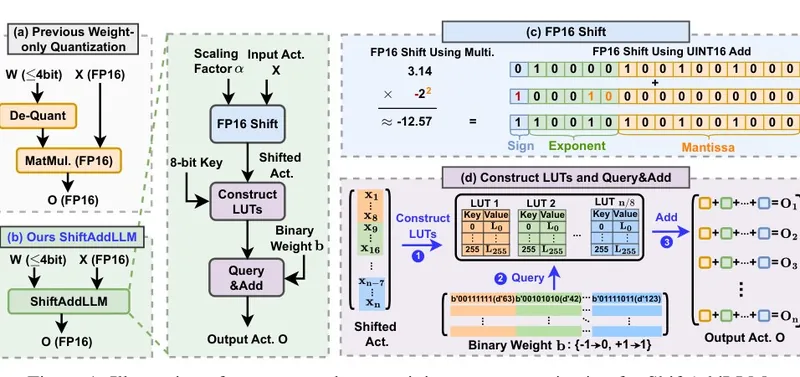 (a) Previous Weight-
only Quantization
W (≤4bit) X (FP16)
De-Quant
MatMul. (FP16)
O (FP16)
(b) Ours ShiftAddLLM
W (≤4bit) X (FP16)
ShiftAddLLM
O (FP16)
Scaling
Factor α
Input Act.
X
FP16 Shift
8-bit Key
Shifted
Act.
Construct
LUTs
Binary
Weight b
Query
&Add
Output Act. O
(c) FP16 Shift
FP16 Shift Using Multi.
3.14
× -2²
≈ -12.57 =
FP16 Shift Using UINT16 Add
0 1 0 0 0 0 1 0 0 1 0 0 1 0 0 0
+
1 0 0 0 1 0 0 0 0 0 0 0 0 0 0 0
1 1 0 0 1 0 1 0 0 1 0 0 1 0 0 0
Sign Exponent Mantissa
(d) Construct LUTs and Query&Add
x₁
⋮
x₈
x₉
⋮
x₁₆
⋮
xₙ₋₇
⋮
xₙ
Shifted
Act.
Construct
LUTs
1
LUT 1 LUT 2 LUT n/8
Key Value Key Value Key Value
0 L₀ 0 L₀ ... 0 L₀
⋮ ⋮ ⋮ ⋮ ⋮ ⋮
255 L₂₅₅ 255 L₂₅₅ 255 L₂₅₅
2 Query
b'00111111(d'63) b'00101010(d'42) ... b'01111011(d'123)
⋮ ⋮ ⋱ ⋮
Binary Weight b: {-1→0, +1→1}
Add
3
+ +···+ =O₁
+ +···+ =O₂
+ +···+ =O₃
⋮
+ +···+ =Oₙ
Output Act. O